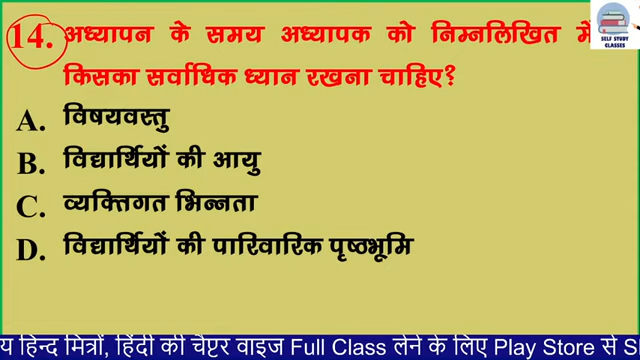 14. अध्यापन के समय अध्यापक को निम्नलिखित में
किसका सर्वाधिक ध्यान रखना चाहिए?
A. विषयवस्तु
B. विद्यार्थियों की आयु
C. व्यक्तिगत भिन्नता
D. विद्यार्थियों की पारिवारिक पृष्ठभूमि
SELF STUDY
CLASSES
य हिन्द मित्रों, हिंदी की चैप्टर वाइज Full Class लेने के लिए Play Store से S